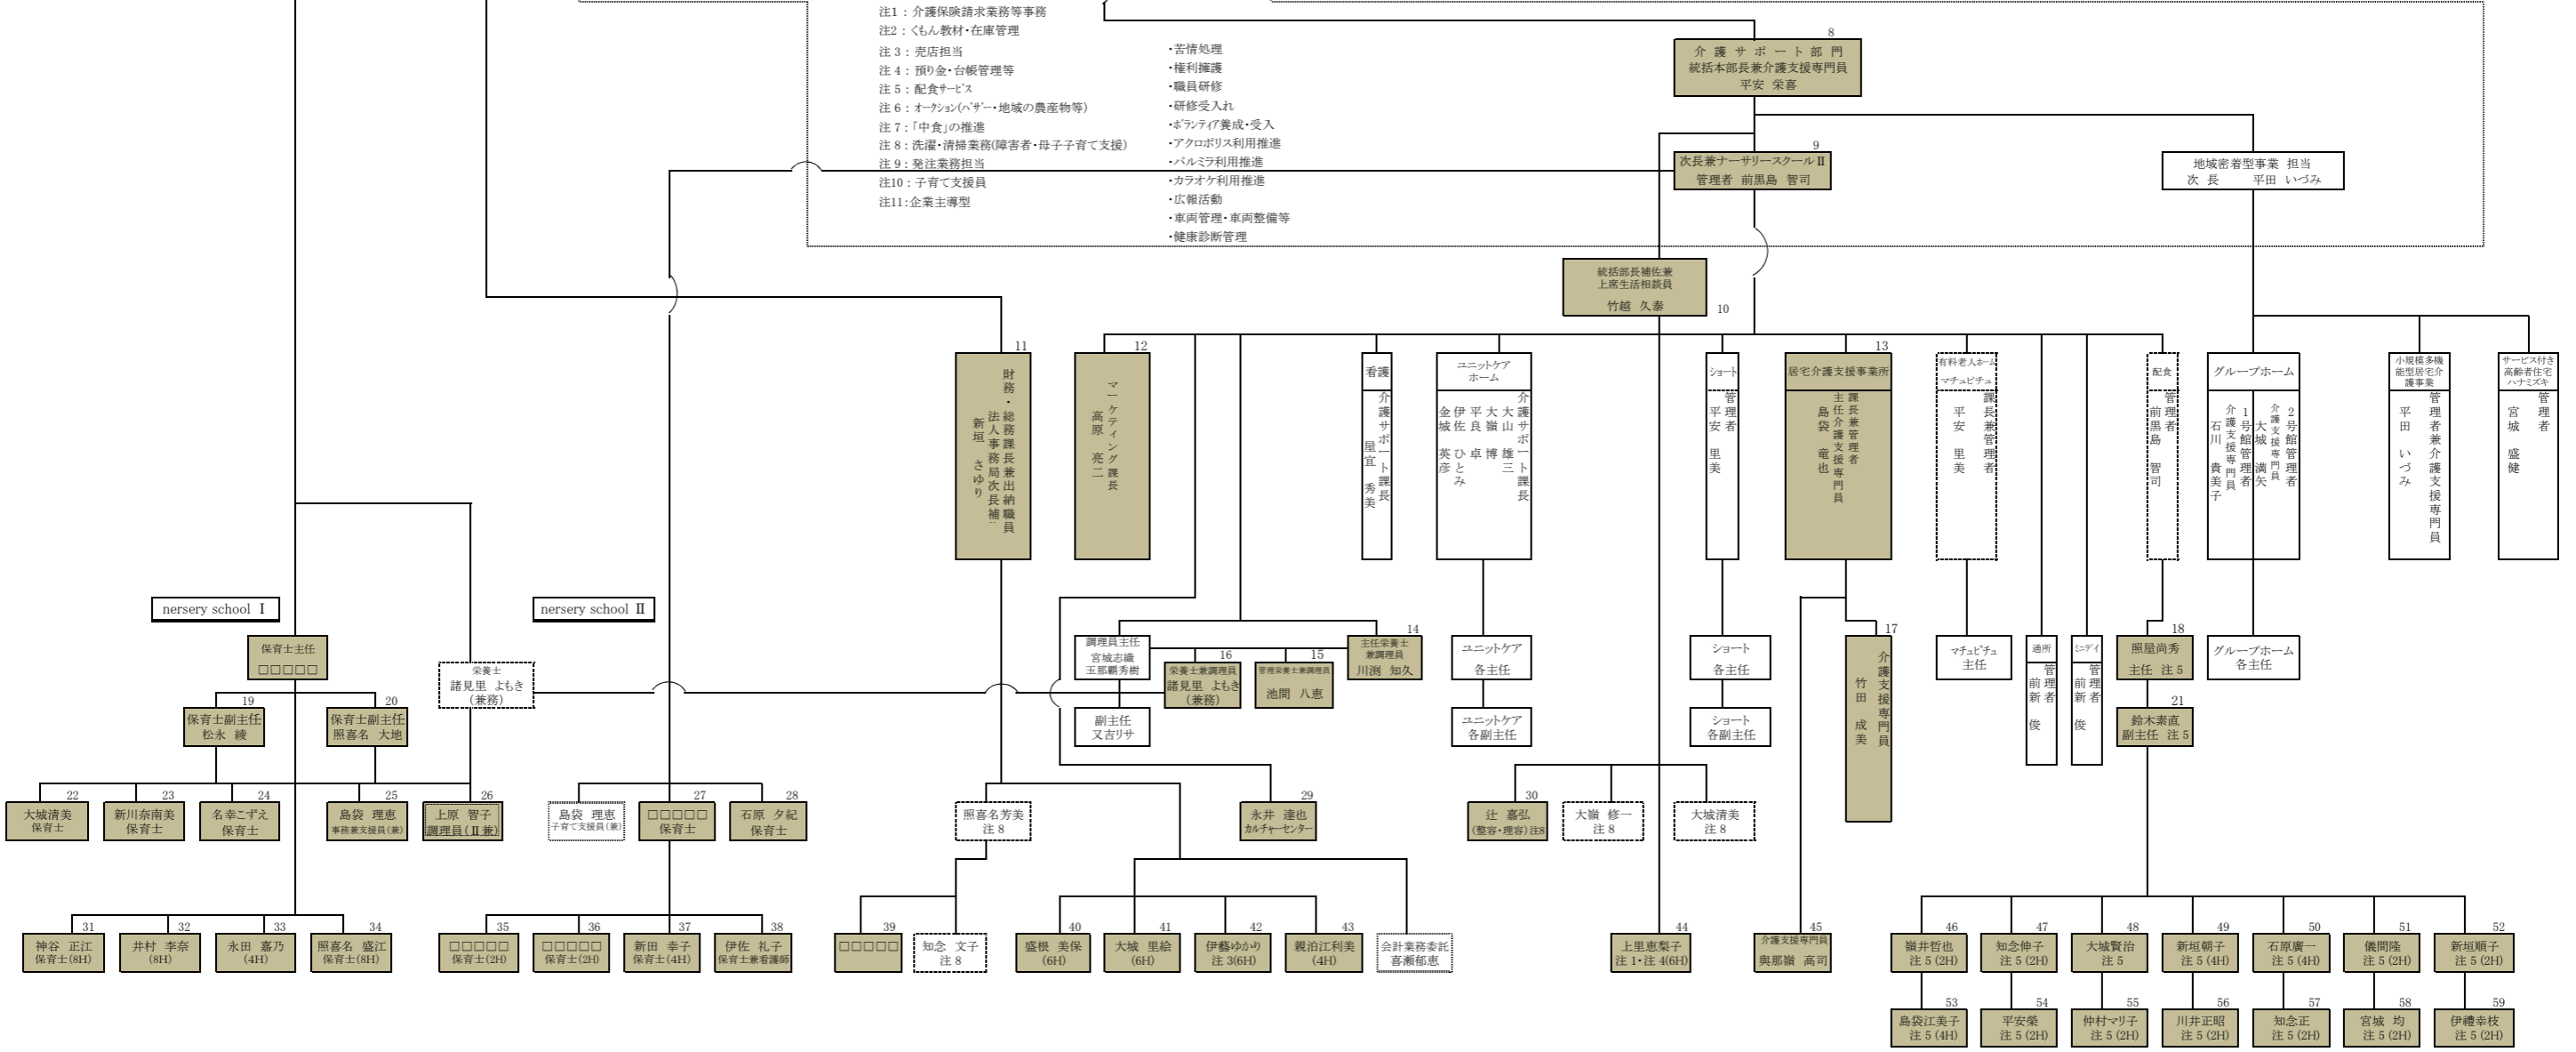 注1：介護保険請求業務等事務
注2：くもん教材・在庫管理
注 3：売店担当
注 4：預り金・台帳管理等
注 5：配食ｻｰﾋﾞｽ
注 6：ｵｰｸｼｮﾝ(ﾊﾞｻﾞｰ・地域の農産物等)
注 7：「中食」の推進
注 8：洗濯・清掃業務(障害者・母子子育て支援)
注 9：発注業務担当
注10：子育て支援員
注11：企業主導型
・苦情処理
・権利擁護
・職員研修
・研修受入れ
・ﾎﾞﾗﾝﾃｨｱ養成・受入
・アクロポリス利用推進
・パルミラ利用推進
・カラオケ利用推進
・広報活動
・車両管理・車両整備等
・健康診断管理
8
介 護 サ ポ ー ト 部 門
統括本部長兼介護支援専門員
平安 栄喜
9
次長兼ナーサリースクールⅡ
管理者 前黒島 智司
地域密着型事業 担当
次 長 平田 いづみ
統括部長補佐兼
上席生活相談員
竹越 久泰
10
11
財務・総務課長兼出納職員
法人事務局次長補
新垣 さゆり
12
マーケティング課長
高原 亮二
看護
介護サポート課長
屋宜 秀美
ユニットケア
ホーム
介護サポート課長
大山 雄三
大嶺 博
平良 卓
伊佐 ひとみ
金城 英彦
ショート
管理者
平安 里美
13
居宅介護支援事業所
課長兼管理者
主任介護支援専門員
島袋 竜也
有料老人ホーム
マチュピチュ
課長兼管理者
平安 里美
配食
管理者
前黒島 智司
グループホーム
2号館管理者
介護支援専門員
大城 満矢
1号館管理者
介護支援専門員
石川 貴美子
小規模多機
能型居宅介
護事業
管理者兼介護支援専門員
平田 いづみ
サービス付き
高齢者住宅
ハナミズキ
管理者
宮城 盛健
nersery school Ⅰ
nersery school Ⅱ
保育士主任
□□□□□
栄養士
諸見里 よもき
(兼務)
調理員主任
宮城志織
玉那覇秀樹
16
栄養士兼調理員
諸見里 よもき
(兼務)
15
管理栄養士兼調理員
池間 八恵
14
主任栄養士
兼調理員
川渕 知久
ユニットケア
各主任
ショート
各主任
17
介護支援専門員
竹田 成美
マチュピチュ
主任
通所
管理者
前新 俊
ミニデイ
管理者
前新 俊
18
照屋尚秀
主任 注 5
グループホーム
各主任
19
保育士副主任
松永 綾
20
保育士副主任
照喜名 大地
副主任
又吉リサ
ユニットケア
各副主任
ショート
各副主任
21
鈴木素直
副主任 注 5
22
大城清美
保育士
23
新川奈南美
保育士
24
名幸こずえ
保育士
25
島袋 理恵
事務兼支援員(兼)
26
上原 智子
調理員(Ⅱ兼)
島袋 理恵
子育て支援員(兼)
27
□□□□□
保育士
28
石原 夕紀
保育士
照喜名芳美
注 8
29
永井 達也
カルチャーセンター
30
辻 嘉弘
(整容・理容)注8
大嶺 修一
注 8
大城清美
注 8
31
神谷 正江
保育士(8H)
32
井村 李奈
(8H)
33
永田 嘉乃
(4H)
34
照喜名 盛江
保育士(8H)
35
□□□□□
保育士(2H)
36
□□□□□
保育士(2H)
37
新田 幸子
保育士(4H)
38
伊佐 礼子
保育士兼看護師
39
□□□□□
知念 文子
注 8
40
盛根 美保
(6H)
41
大城 里絵
(6H)
42
伊藝ゆかり
注 3(6H)
43
親泊江利美
(4H)
会計業務委託
喜瀬郁恵
44
上里恵梨子
注 1・注 4(6H)
45
介護支援専門員
與那嶺 高司
46
嶺井哲也
注 5 (2H)
47
知念伸子
注 5 (2H)
48
大城賢治
注 5
49
新垣朝子
注 5 (4H)
50
石原廣一
注 5 (4H)
51
儀間隆
注 5 (2H)
52
新垣順子
注 5 (2H)
53
島袋江美子
注 5 (4H)
54
平安榮
注 5 (2H)
55
仲村マリ子
注 5 (2H)
56
川井正昭
注 5 (2H)
57
知念正
注 5 (2H)
58
宮城 均
注 5 (2H)
59
伊禮幸枝
注 5 (2H)